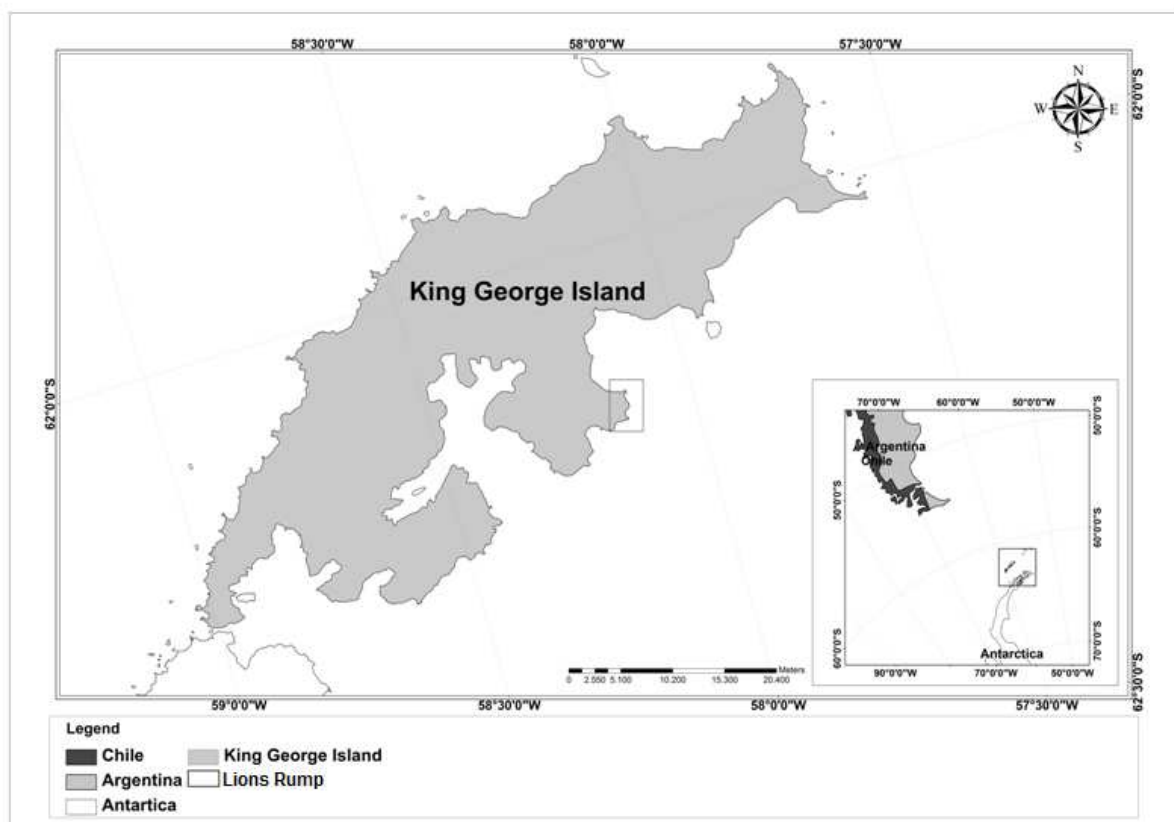 58°30'0"W
58°0'0"W
57°30'0"W
62°0'0"S
N
W
E
S
King George Island
62°0'0"S
70°0'0"W
60°0'0"W
50°0'0"W
50°0'0"S
Argentina
Chile
50°0'0"S
60°0'0"S
60°0'0"S
70°0'0"S
Antarctica
90°0'0"W
70°0'0"W
50°0'0"W
Meters
0 2.550 5.100 10.200 15.300 20.400
62°30'0"S
59°0'0"W
58°30'0"W
58°0'0"W
57°30'0"W
Legend
Chile
King George Island
Argentina
Lions Rump
Antartica